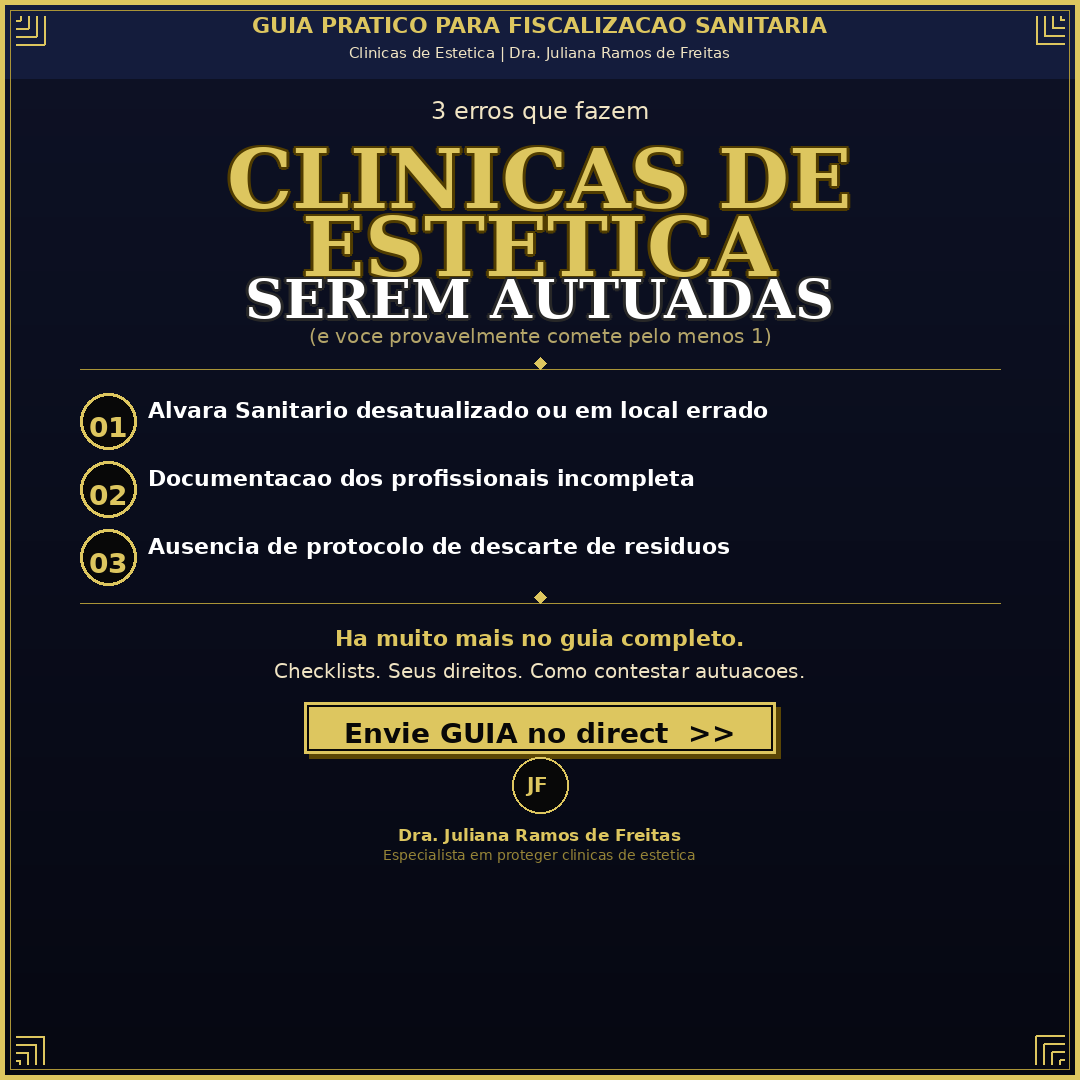 GUIA PRATICO PARA FISCALIZACAO SANITARIA
Clinicas de Estetica | Dra. Juliana Ramos de Freitas
3 erros que fazem
CLINICAS DE
ESTETICA
SEREM AUTUADAS
(e voce provavelmente comete pelo menos 1)
01 Alvara Sanitario desatualizado ou em local errado
02 Documentacao dos profissionais incompleta
03 Ausencia de protocolo de descarte de residuos
Ha muito mais no guia completo.
Checklists. Seus direitos. Como contestar autuacoes.
Envie GUIA no direct >>
JF
Dra. Juliana Ramos de Freitas
Especialista em proteger clinicas de estetica